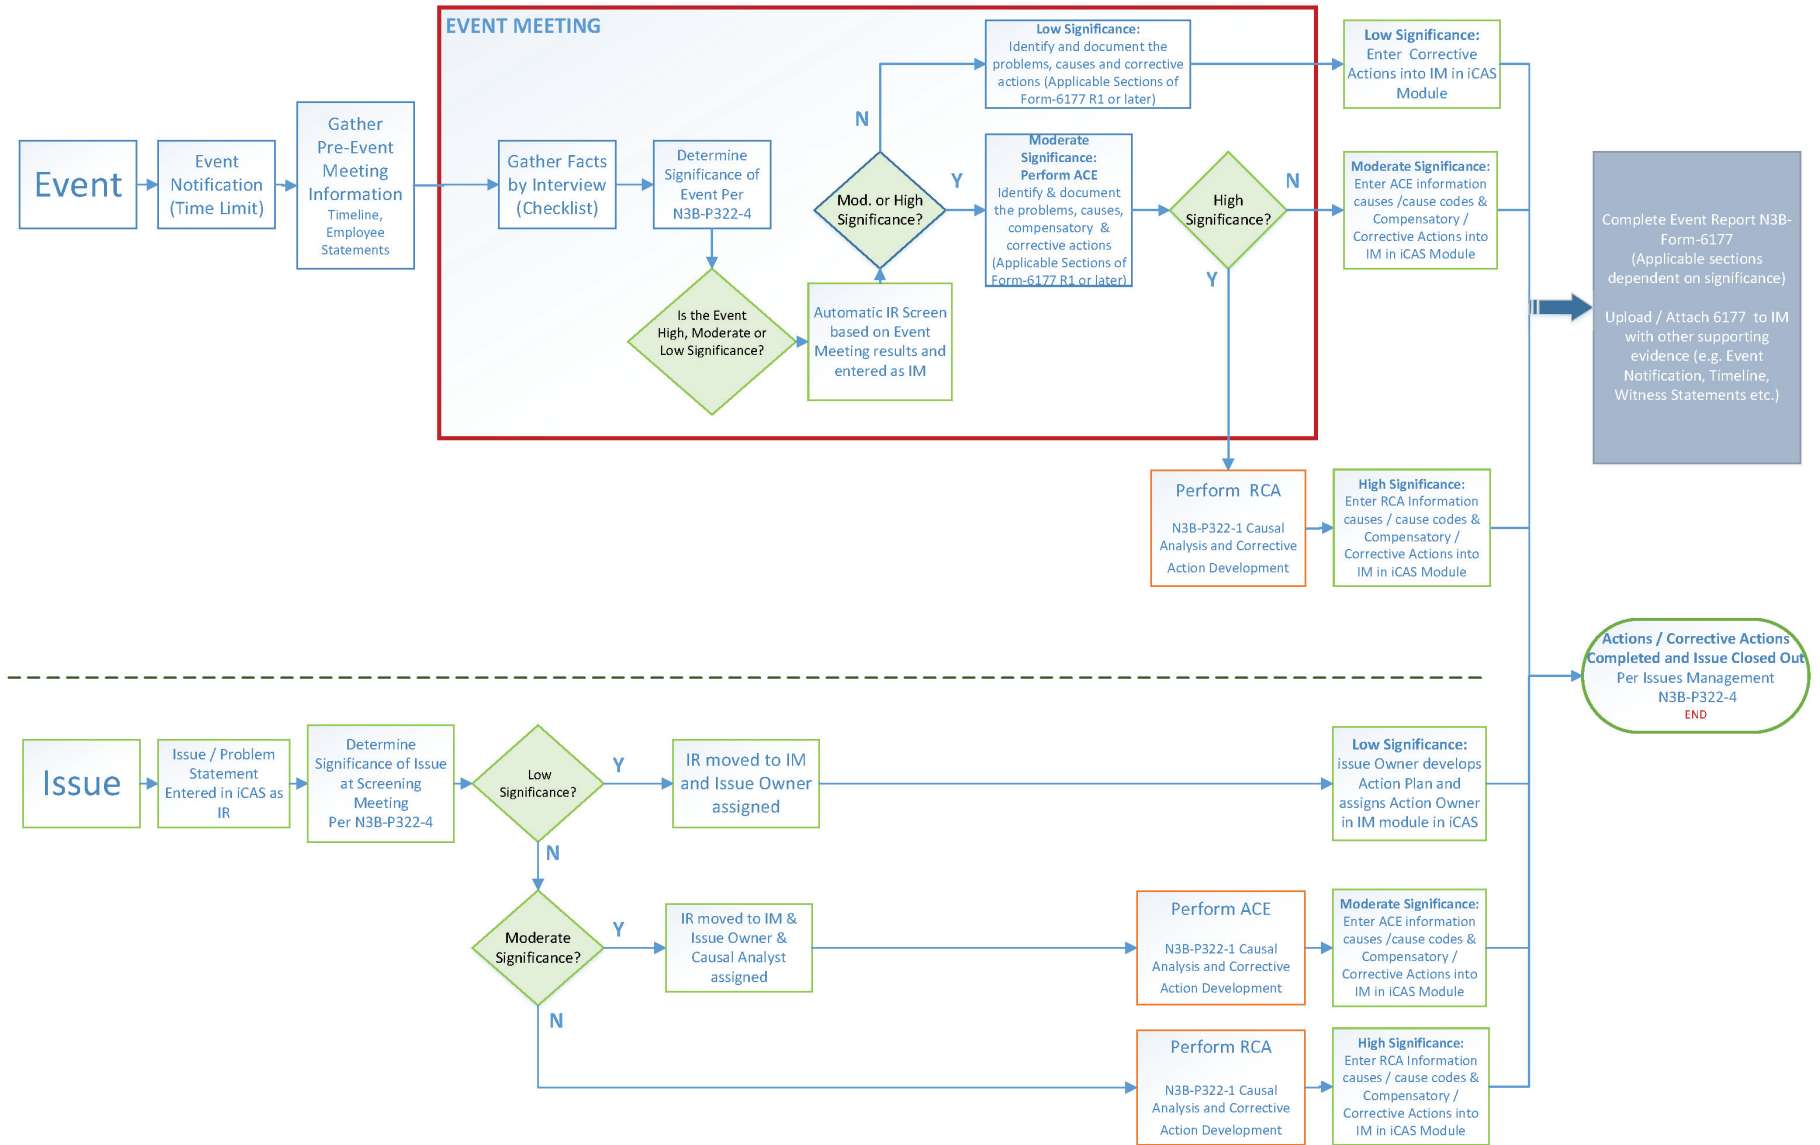 EVENT MEETING
Event
Event
Notification
(Time Limit)
Gather
Pre-Event
Meeting
Information
Timeline,
Employee
Statements
Gather Facts
by Interview
(Checklist)
Determine
Significance of
Event Per
N3B-P322-4
Is the Event
High, Moderate or
Low Significance?
Automatic IR Screen
based on Event
Meeting results and
entered as IM
Mod. or High
Significance?
N
Y
Low Significance:
Identify and document the
problems, causes and corrective
actions (Applicable Sections of
Form-6177 R1 or later)
Moderate
Significance:
Perform ACE
Identify & document
the problems, causes,
compensatory &
corrective actions
(Applicable Sections of
Form-6177 R1 or later)
High
Significance?
N
Y
Low Significance:
Enter Corrective
Actions into IM in iCAS
Module
Moderate Significance:
Enter ACE information
causes /cause codes &
Compensatory /
Corrective Actions into
IM in iCAS Module
Perform RCA
N3B-P322-1 Causal
Analysis and Corrective
Action Development
High Significance:
Enter RCA Information
causes / cause codes &
Compensatory /
Corrective Actions into
IM in iCAS Module
Complete Event Report N3B-
Form-6177
(Applicable sections
dependent on significance)
Upload / Attach 6177 to IM
with other supporting
evidence (e.g. Event
Notification, Timeline,
Witness Statements etc.)
Actions / Corrective Actions
Completed and Issue Closed Out
Per Issues Management
N3B-P322-4
END
Issue
Issue / Problem
Statement
Entered in iCAS as
IR
Determine
Significance of Issue
at Screening
Meeting
Per N3B-P322-4
Low
Significance?
Y
N
IR moved to IM
and Issue Owner
assigned
Low Significance:
issue Owner develops
Action Plan and
assigns Action Owner
in IM module in iCAS
Moderate
Significance?
Y
N
IR moved to IM &
Issue Owner &
Causal Analyst
assigned
Perform ACE
N3B-P322-1 Causal
Analysis and Corrective
Action Development
Moderate Significance:
Enter ACE information
causes /cause codes &
Compensatory /
Corrective Actions into
IM in iCAS Module
Perform RCA
N3B-P322-1 Causal
Analysis and Corrective
Action Development
High Significance:
Enter RCA Information
causes / cause codes &
Compensatory /
Corrective Actions into
IM in iCAS Module